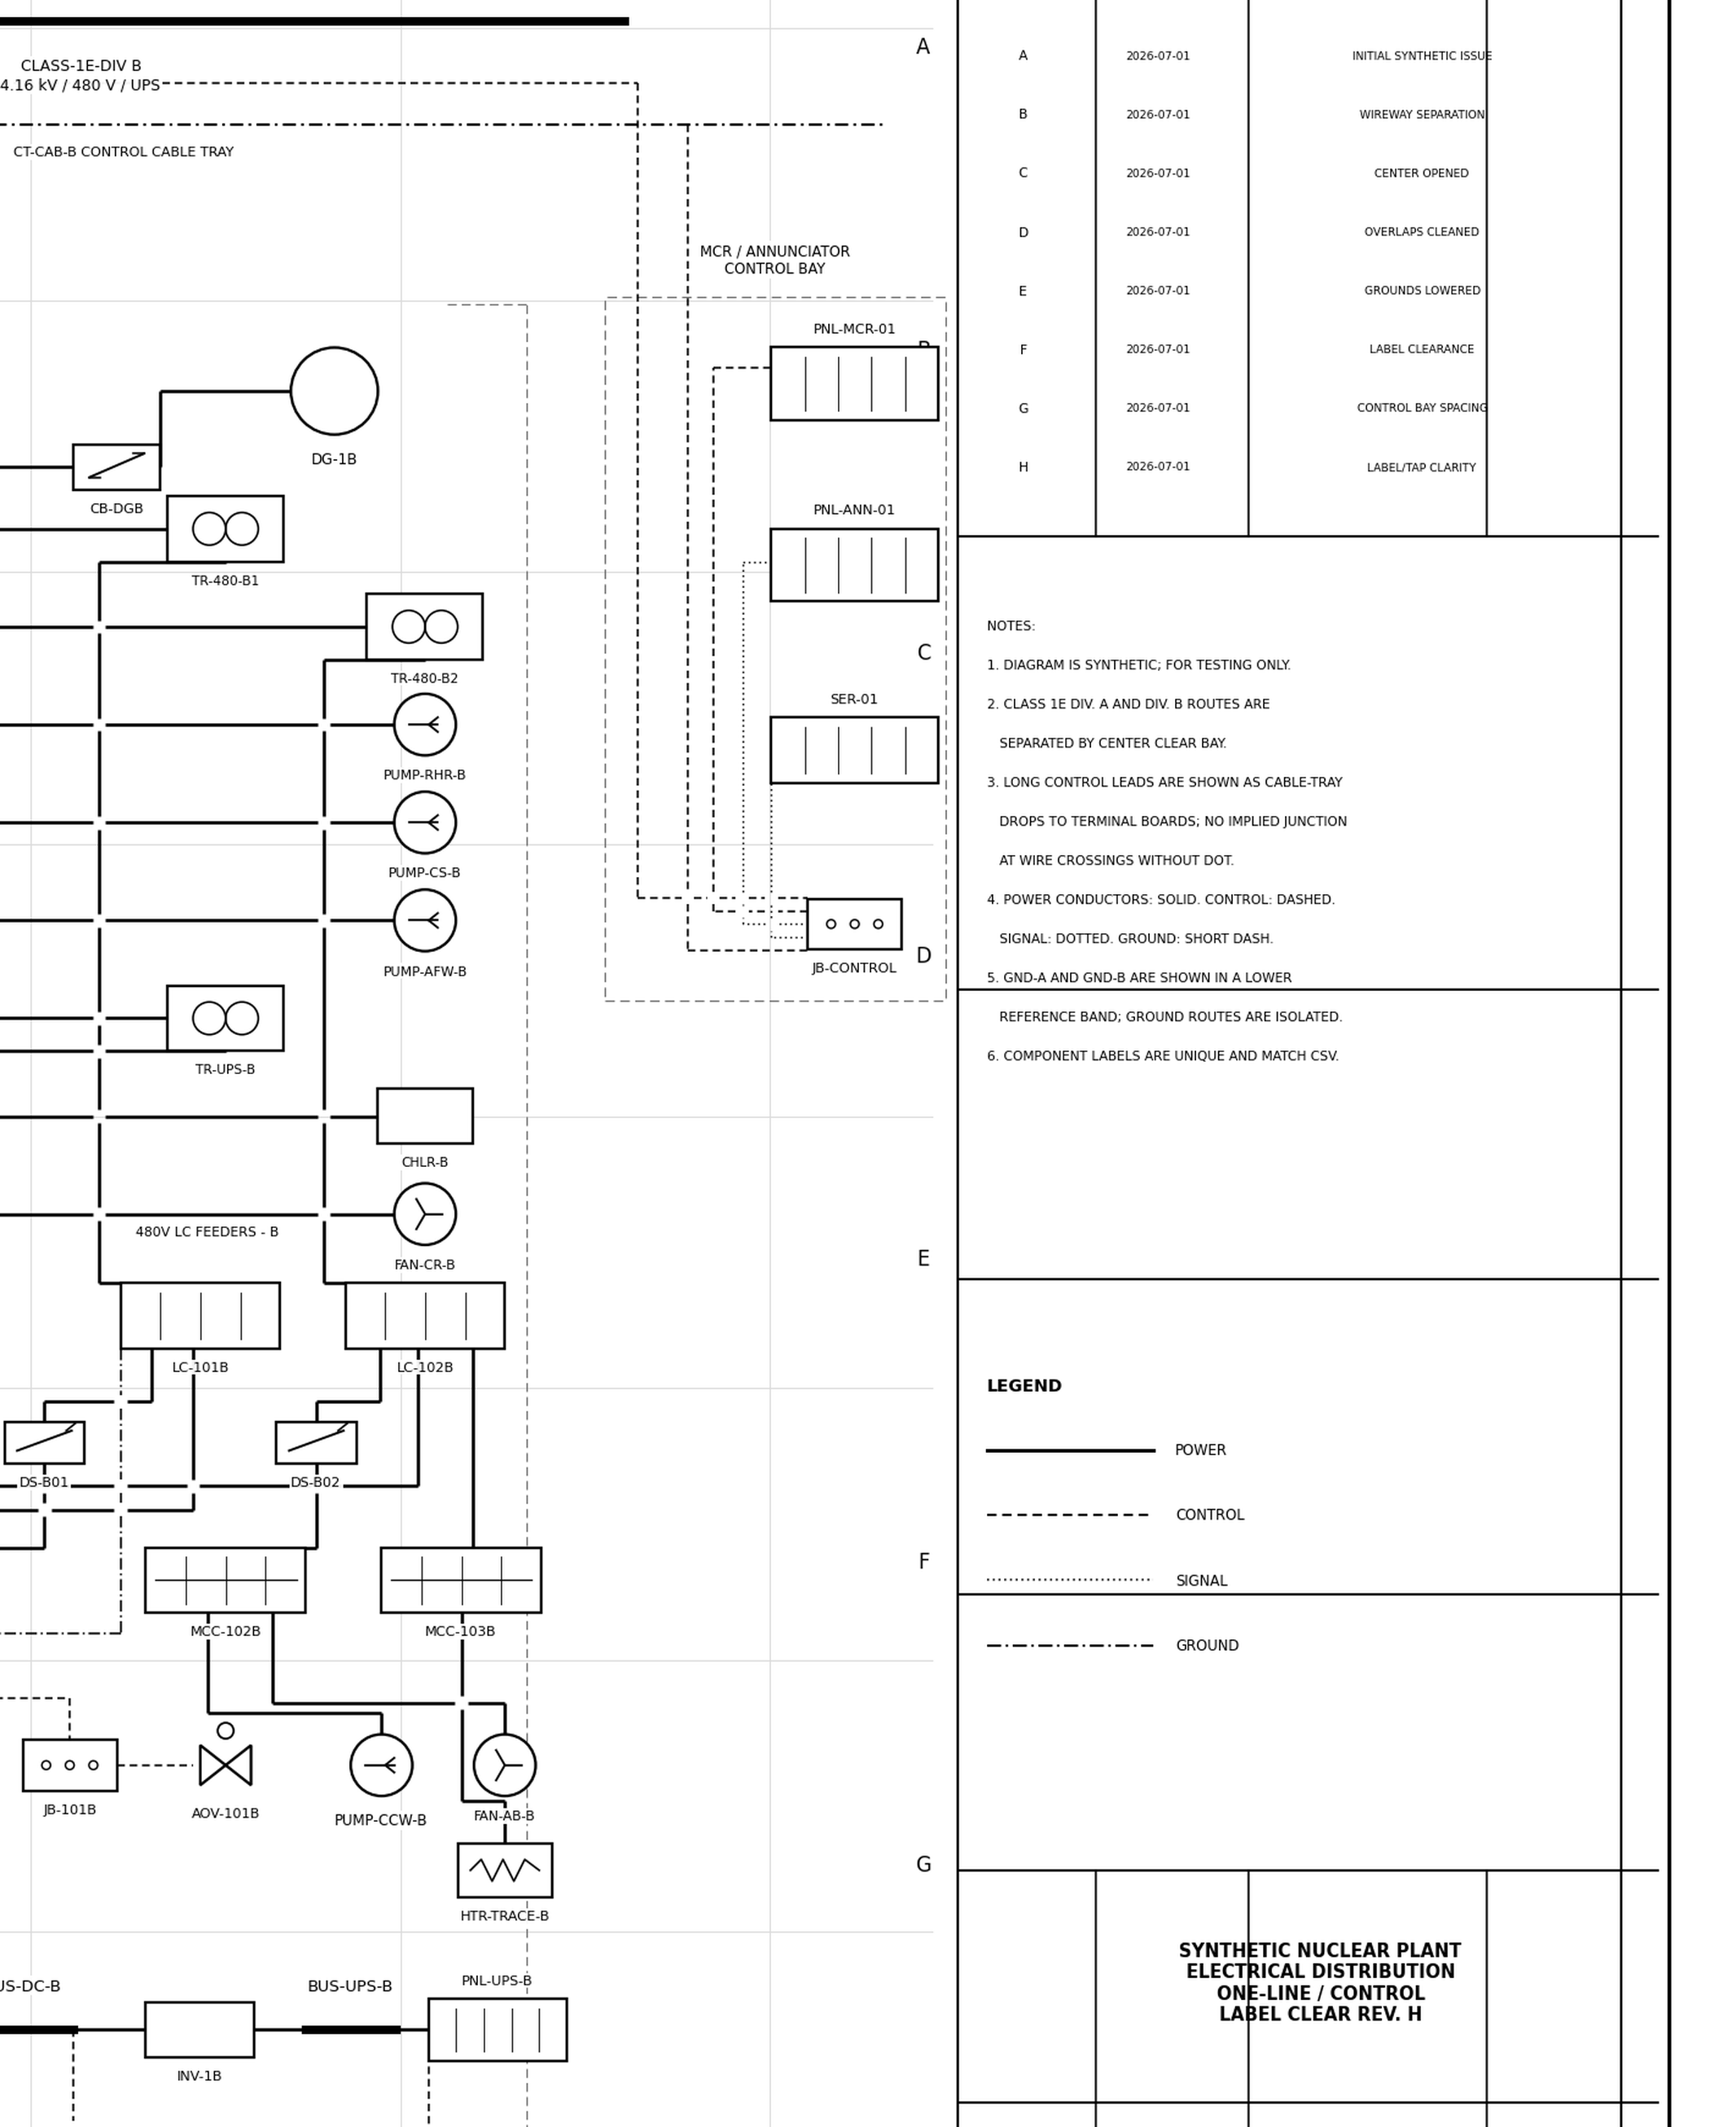 A
CLASS-1E-DIV B
4.16 kV / 480 V / UPS
CT-CAB-B CONTROL CABLE TRAY
MCR / ANNUNCIATOR
CONTROL BAY
PNL-MCR-01
DG-1B
CB-DGB
PNL-ANN-01
TR-480-B1
C
TR-480-B2
SER-01
PUMP-RHR-B
PUMP-CS-B
D
PUMP-AFW-B
JB-CONTROL
TR-UPS-B
CHLR-B
480V LC FEEDERS - B
E
FAN-CR-B
LC-101B
LC-102B
DS-B01
DS-B02
F
MCC-102B
MCC-103B
JB-101B
AOV-101B
PUMP-CCW-B
FAN-AB-B
G
HTR-TRACE-B
US-DC-B
BUS-UPS-B
PNL-UPS-B
INV-1B
A 2026-07-01 INITIAL SYNTHETIC ISSUE
B 2026-07-01 WIREWAY SEPARATION
C 2026-07-01 CENTER OPENED
D 2026-07-01 OVERLAPS CLEANED
E 2026-07-01 GROUNDS LOWERED
F 2026-07-01 LABEL CLEARANCE
G 2026-07-01 CONTROL BAY SPACING
H 2026-07-01 LABEL/TAP CLARITY
NOTES:
1. DIAGRAM IS SYNTHETIC; FOR TESTING ONLY.
2. CLASS 1E DIV. A AND DIV. B ROUTES ARE
SEPARATED BY CENTER CLEAR BAY.
3. LONG CONTROL LEADS ARE SHOWN AS CABLE-TRAY
DROPS TO TERMINAL BOARDS; NO IMPLIED JUNCTION
AT WIRE CROSSINGS WITHOUT DOT.
4. POWER CONDUCTORS: SOLID. CONTROL: DASHED.
SIGNAL: DOTTED. GROUND: SHORT DASH.
5. GND-A AND GND-B ARE SHOWN IN A LOWER
REFERENCE BAND; GROUND ROUTES ARE ISOLATED.
6. COMPONENT LABELS ARE UNIQUE AND MATCH CSV.
LEGEND
POWER
CONTROL
SIGNAL
GROUND
SYNTHETIC NUCLEAR PLANT
ELECTRICAL DISTRIBUTION
ONE-LINE / CONTROL
LABEL CLEAR REV. H